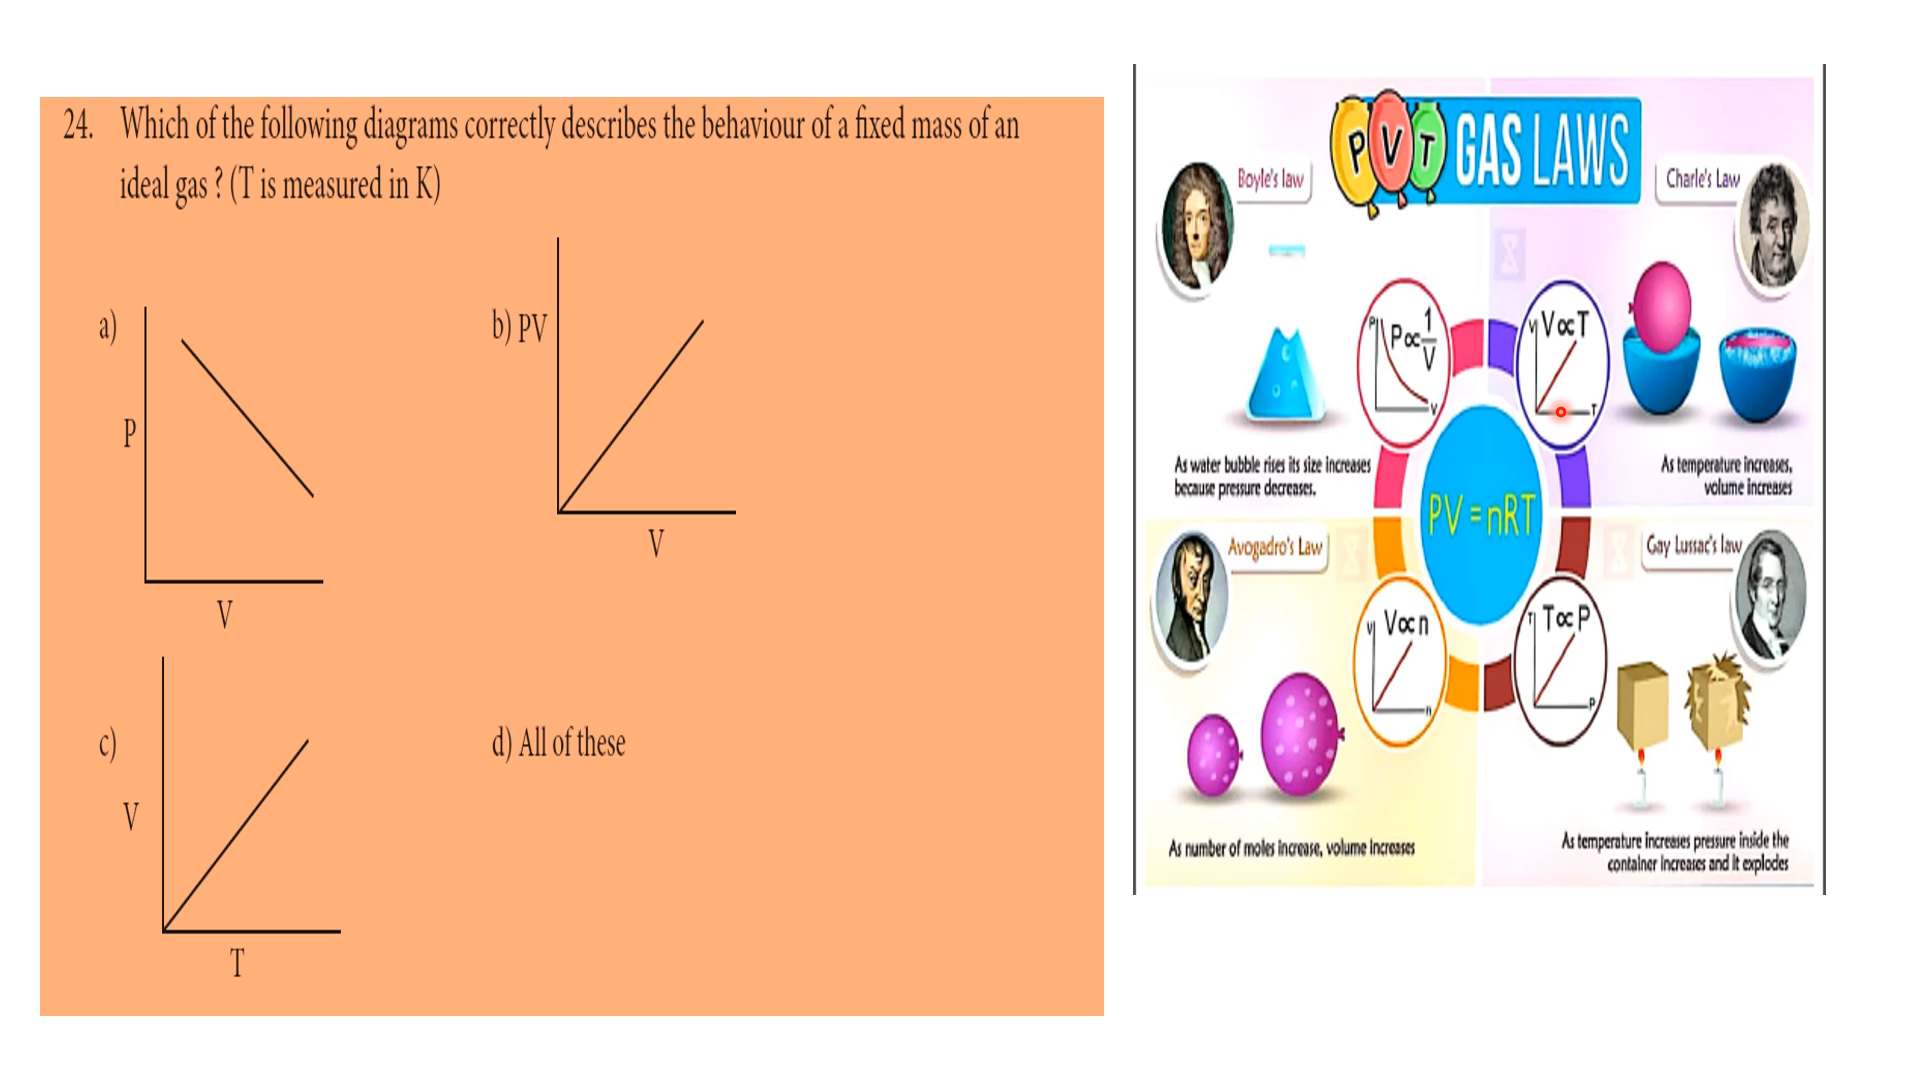 24. Which of the following diagrams correctly describes the behaviour of a fixed mass of an
ideal gas ? (T is measured in K)
a)
P
V
b) PV
V
c)
V
T
d) All of these
P V T GAS LAWS
Boyle's law
Charle's Law
P
P∝1/V
V
V
V∝T
T
As water bubble rises its size increases
because pressure decreases.
As temperature increases,
volume increases
PV = nRT
Avogadro's Law
Gay Lussac's law
V
V∝n
n
T
T∝P
P
As number of moles increase, volume increases
As temperature increases pressure inside the
container increases and it explodes